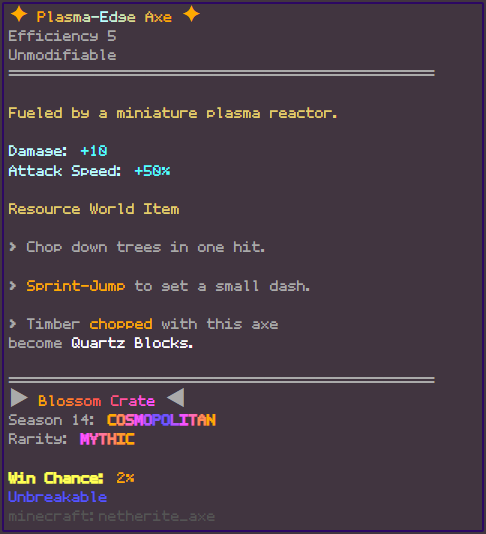 ✦ Plasma-Edge Axe ✦
Efficiency 5
Unmodifiable
Fueled by a miniature plasma reactor.
Damage: +10
Attack Speed: +50%
Resource World Item
> Chop down trees in one hit.
> Sprint-Jump to get a small dash.
> Timber chopped with this axe
become Quartz Blocks.
▶ Blossom Crate ◀
Season 14: COSMOPOLITAN
Rarity: MYTHIC
Win Chance: 2%
Unbreakable
minecraft:netherite_axe